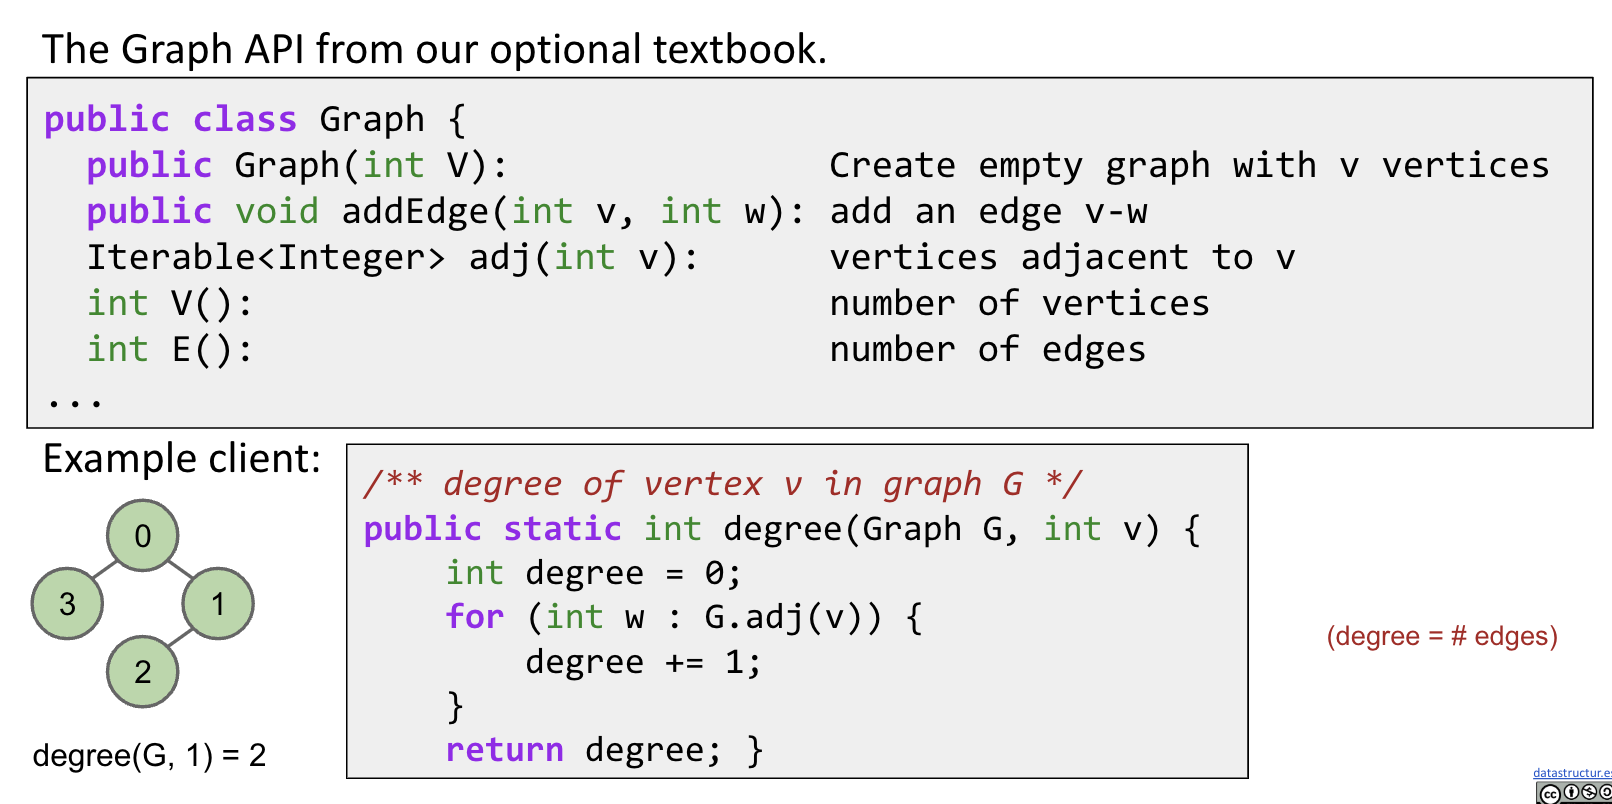 The Graph API from our optional textbook.
public class Graph {
public Graph(int V): Create empty graph with v vertices
public void addEdge(int v, int w): add an edge v-w
Iterable<Integer> adj(int v): vertices adjacent to v
int V(): number of vertices
int E(): number of edges
...
Example client:
0
3
1
2
degree(G, 1) = 2
/** degree of vertex v in graph G */
public static int degree(Graph G, int v) {
int degree = 0;
for (int w : G.adj(v)) {
degree += 1;
}
return degree; }
(degree = # edges)
datastructur.es
cc